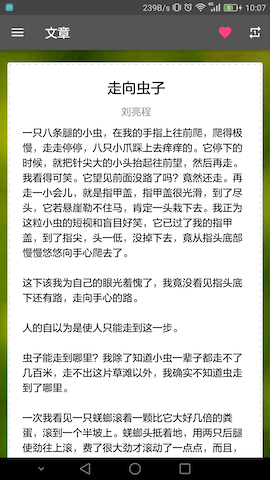 239B/s 10:07
文章
走向虫子
刘亮程
一只八条腿的小虫，在我的手指上往前爬，爬得极
慢，走走停停，八只小爪踩上去痒痒的。它停下的
时候，就把针尖大的小头抬起往前望，然后再走。
我看得可笑。它望见前面没路了吗？竟然还走。再
走一小会儿，就是指甲盖，指甲盖很光滑，到了尽
头，它若悬崖勒不住马，肯定一头栽下去。我正为
这粒小虫的短视和盲目好笑，它已过了我的指甲
盖，到了指尖，头一低，没掉下去，竟从指头底部
慢慢悠悠向手心爬去了。
这下该我为自己的眼光羞愧了，我竟没看见指头底
下还有路，走向手心的路。
人的自以为是使人只能走到这一步。
虫子能走到哪里？我除了知道小虫一辈子都走不了
几百米，走不出这片草滩以外，我确实不知道虫走
到了哪里。
一次我看见一只蜣螂滚着一颗比它大好几倍的粪
蛋，滚到一个半坡上。蜣螂头抵着地，用两只后腿
使劲往上滚，费了很大劲才滚动了一点点，而且，